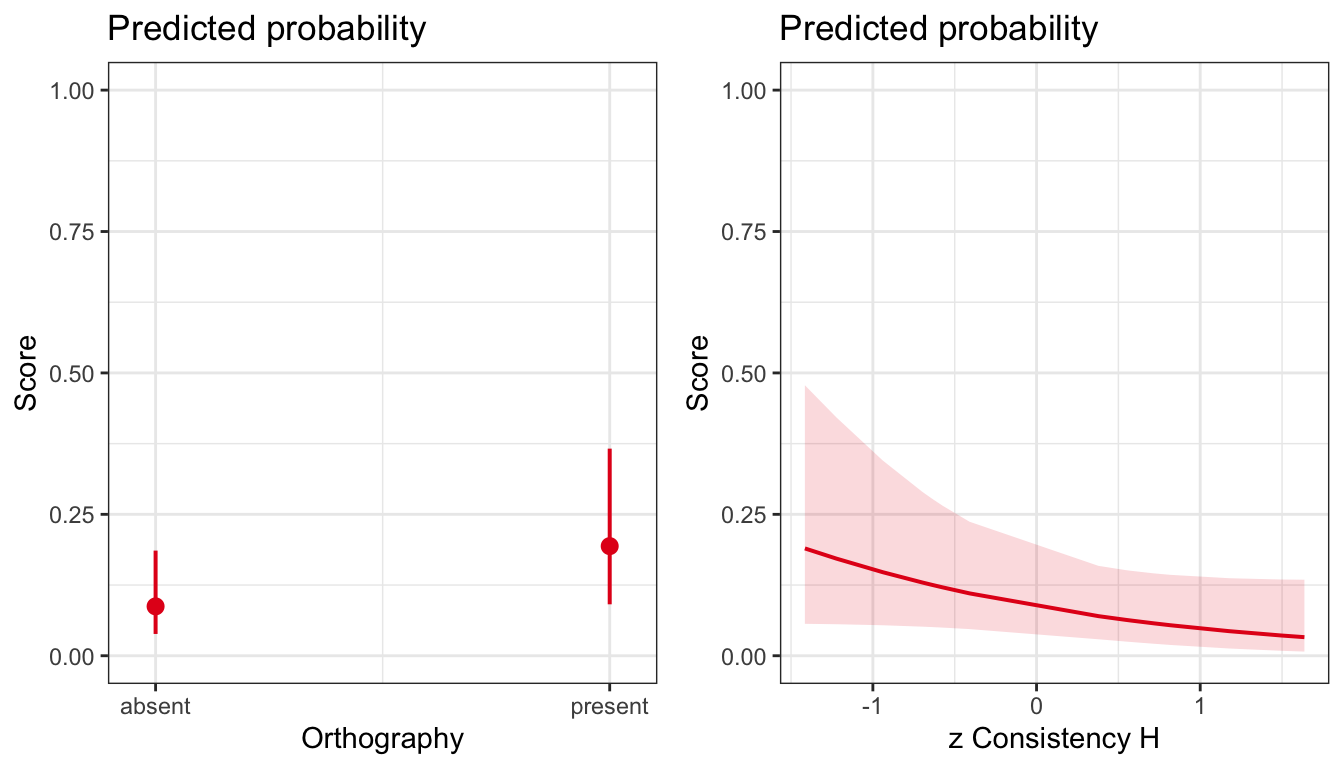 Predicted probability
Score
1.00
0.75
0.50
0.25
0.00
absent present
Orthography
Predicted probability
Score
1.00
0.75
0.50
0.25
0.00
-1 0 1
z Consistency H